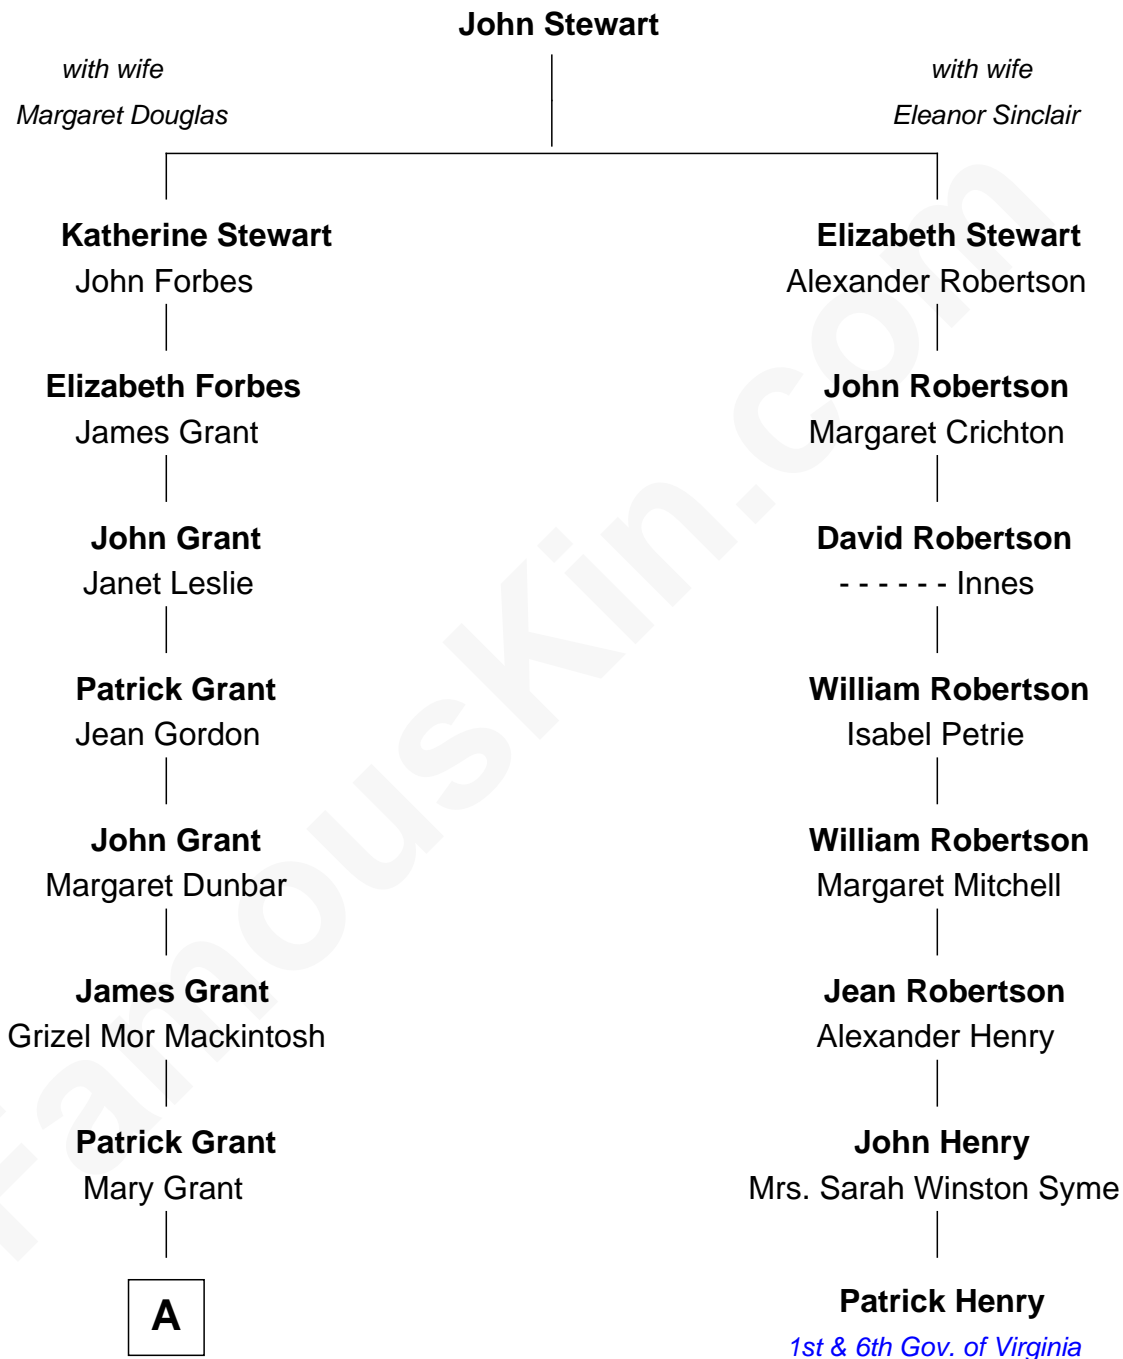 John Stewart
with wife
Margaret Douglas
with wife
Eleanor Sinclair
Katherine Stewart
John Forbes
Elizabeth Stewart
Alexander Robertson
Elizabeth Forbes
James Grant
John Robertson
Margaret Crichton
John Grant
Janet Leslie
David Robertson
- - - - - - Innes
Patrick Grant
Jean Gordon
William Robertson
Isabel Petrie
John Grant
Margaret Dunbar
William Robertson
Margaret Mitchell
James Grant
Grizel Mor Mackintosh
Jean Robertson
Alexander Henry
Patrick Grant
Mary Grant
John Henry
Mrs. Sarah Winston Syme
A
Patrick Henry
1st & 6th Gov. of Virginia
FamousKin.com